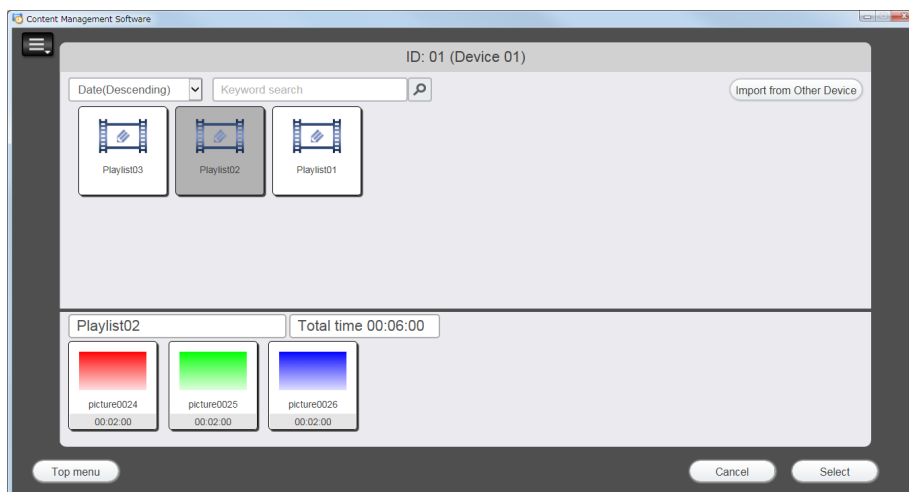 Content Management Software
ID: 01 (Device 01)
Date(Descending)
Keyword search
Import from Other Device
Playlist03
Playlist02
Playlist01
Playlist02
Total time 00:06:00
picture0024
picture0025
picture0026
00:02:00
00:02:00
00:02:00
Top menu
Cancel
Select